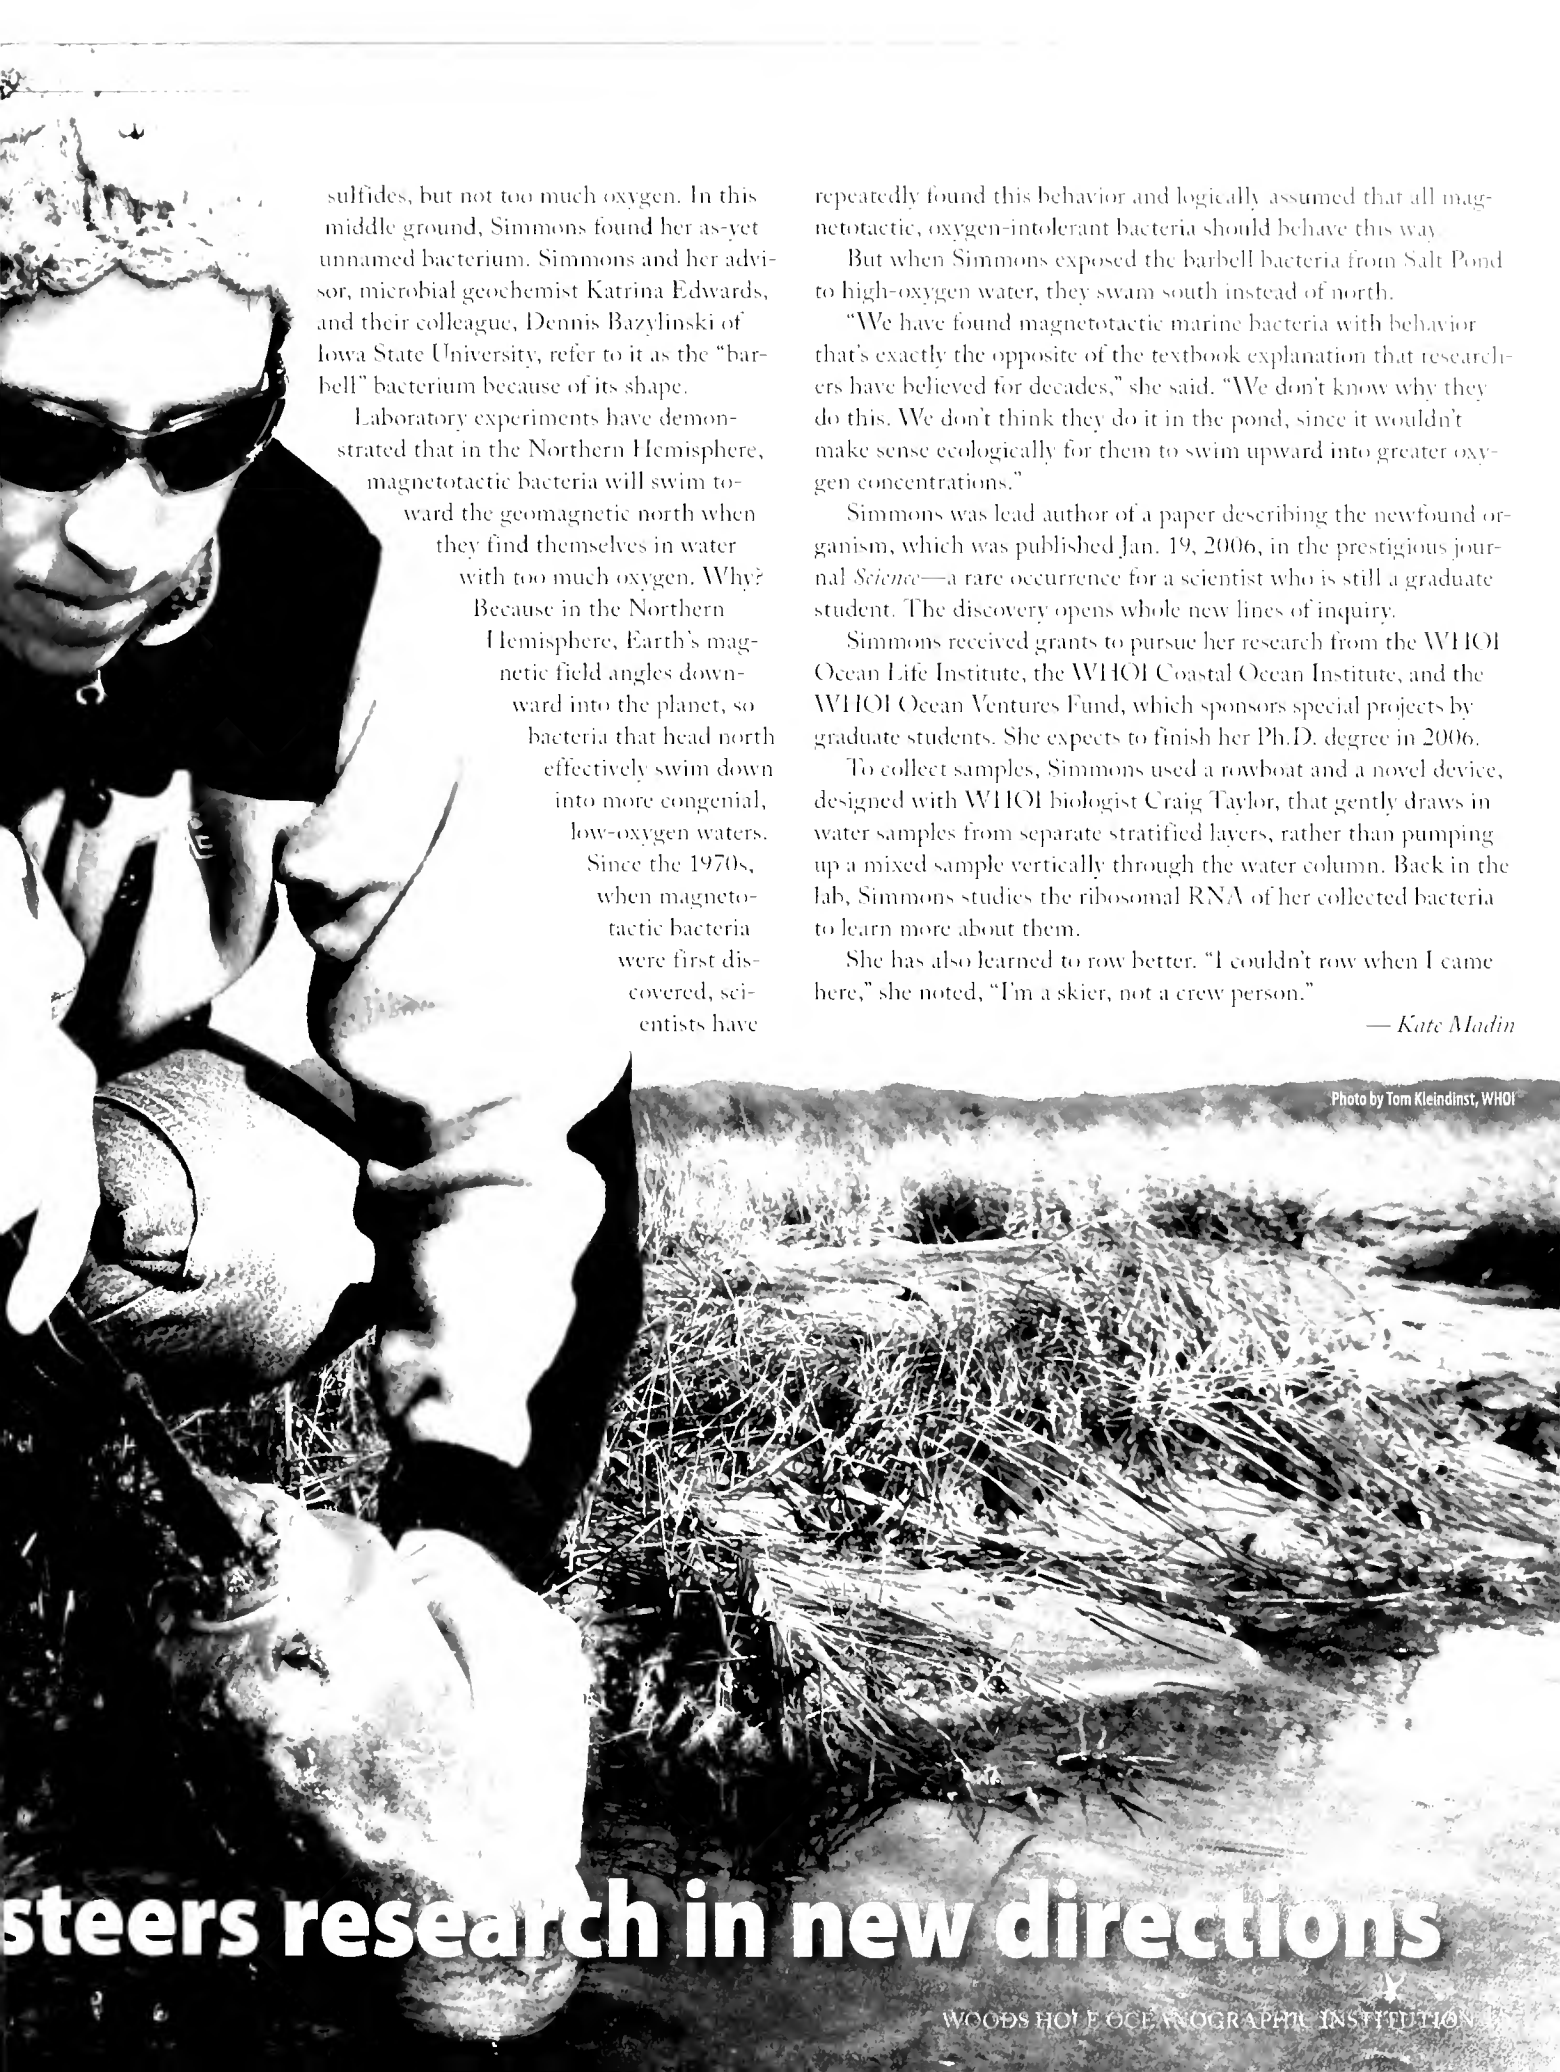 sulfides, but not too much oxygen. In this
middle ground, Simmons found her as-yet
unnamed bacterium. Simmons and her advi-
sor, microbial geochemist Katrina Edwards,
and their colleague, Dennis Bazylinski of
Iowa State University, refer to it as the “bar-
bell” bacterium because of its shape.
Laboratory experiments have demon-
strated that in the Northern Hemisphere,
magnetotactic bacteria will swim to-
ward the geomagnetic north when
they find themselves in water
with too much oxygen. Why?
Because in the Northern
Hemisphere, Earth’s mag-
netic field angles down-
ward into the planet, so
bacteria that head north
effectively swim down
into more congenial,
low-oxygen waters.
Since the 1970s,
when magneto-
tactic bacteria
were first dis-
covered, sci-
entists have
repeatedly found this behavior and logically assumed that all mag-
netotactic, oxygen-intolerant bacteria should behave this way.
But when Simmons exposed the barbell bacteria from Salt Pond
to high-oxygen water, they swam south instead of north.
“We have found magnetotactic marine bacteria with behavior
that’s exactly the opposite of the textbook explanation that research-
ers have believed for decades,” she said. “We don’t know why they
do this. We don’t think they do it in the pond, since it wouldn’t
make sense ecologically for them to swim upward into greater oxy-
gen concentrations.”
Simmons was lead author of a paper describing the newfound or-
ganism, which was published Jan. 19, 2006, in the prestigious jour-
nal Science—a rare occurrence for a scientist who is still a graduate
student. The discovery opens whole new lines of inquiry.
Simmons received grants to pursue her research from the WHOI
Ocean Life Institute, the WHOI Coastal Ocean Institute, and the
WHOI Ocean Ventures Fund, which sponsors special projects by
graduate students. She expects to finish her Ph.D. degree in 2006.
To collect samples, Simmons used a rowboat and a novel device,
designed with WHOI biologist Craig Taylor, that gently draws in
water samples from separate stratified layers, rather than pumping
up a mixed sample vertically through the water column. Back in the
lab, Simmons studies the ribosomal RNA of her collected bacteria
to learn more about them.
She has also learned to row better. “I couldn’t row when I came
here,” she noted, “I’m a skier, not a crew person.”
— Kate Madin
Photo by Tom Kleindinst, WHOI
steers research in new directions
WOODS HOLE OCEANOGRAPHIC INSTITUTION